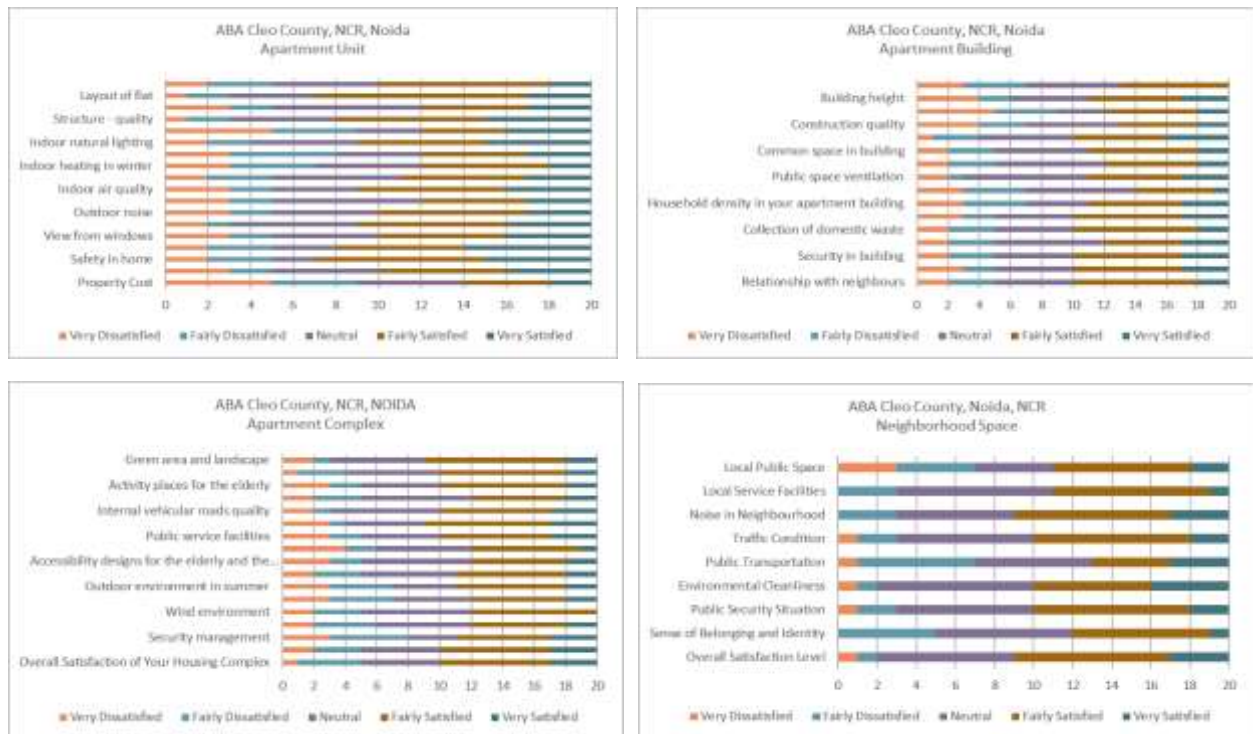 ABA Cleo County, NCR, Noida
Apartment Unit
Layout of flat
Structure - quality
Indoor natural lighting
Indoor heating in winter
Indoor air quality
Outdoor noise
View from windows
Safety in home
Property Cost
0 2 4 6 8 10 12 14 16 18 20
Very Dissatisfied Fairly Dissatisfied Neutral Fairly Satisfied Very Satisfied
ABA Cleo County, NCR, Noida
Apartment Building
Building height
Construction quality
Common space in building
Public space ventilation
Household density in your apartment building
Collection of domestic waste
Security in building
Relationship with neighbours
0 2 4 6 8 10 12 14 16 18 20
Very Dissatisfied Fairly Dissatisfied Neutral Fairly Satisfied Very Satisfied
ABA Cleo County, NCR, NOIDA
Apartment Complex
Green area and landscape
Activity places for the elderly
Internal vehicular roads quality
Public service facilities
Accessibility designs for the elderly and the...
Outdoor environment in summer
Wind environment
Security management
Overall Satisfaction of Your Housing Complex
0 2 4 6 8 10 12 14 16 18 20
Very Dissatisfied Fairly Dissatisfied Neutral Fairly Satisfied Very Satisfied
ABA Cleo County, Noida, NCR
Neighborhood Space
Local Public Space
Local Service Facilities
Noise in Neighbourhood
Traffic Condition
Public Transportation
Environmental Cleanliness
Public Security Situation
Sense of Belonging and Identity
Overall Satisfaction Level
0 2 4 6 8 10 12 14 16 18 20
Very Dissatisfied Fairly Dissatisfied Neutral Fairly Satisfied Very Satisfied